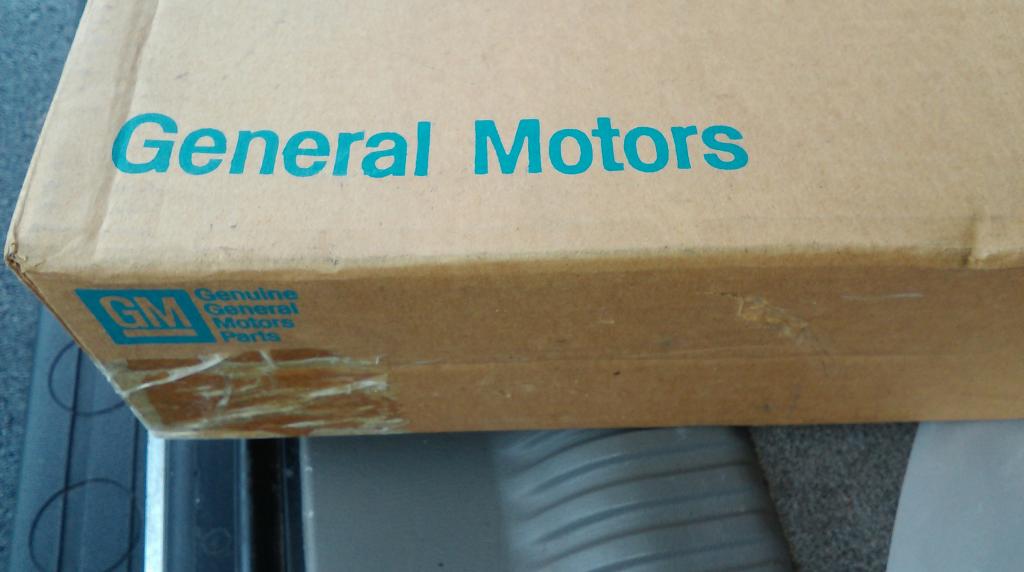 General Motors
GM
Genuine
General
Motors
Parts